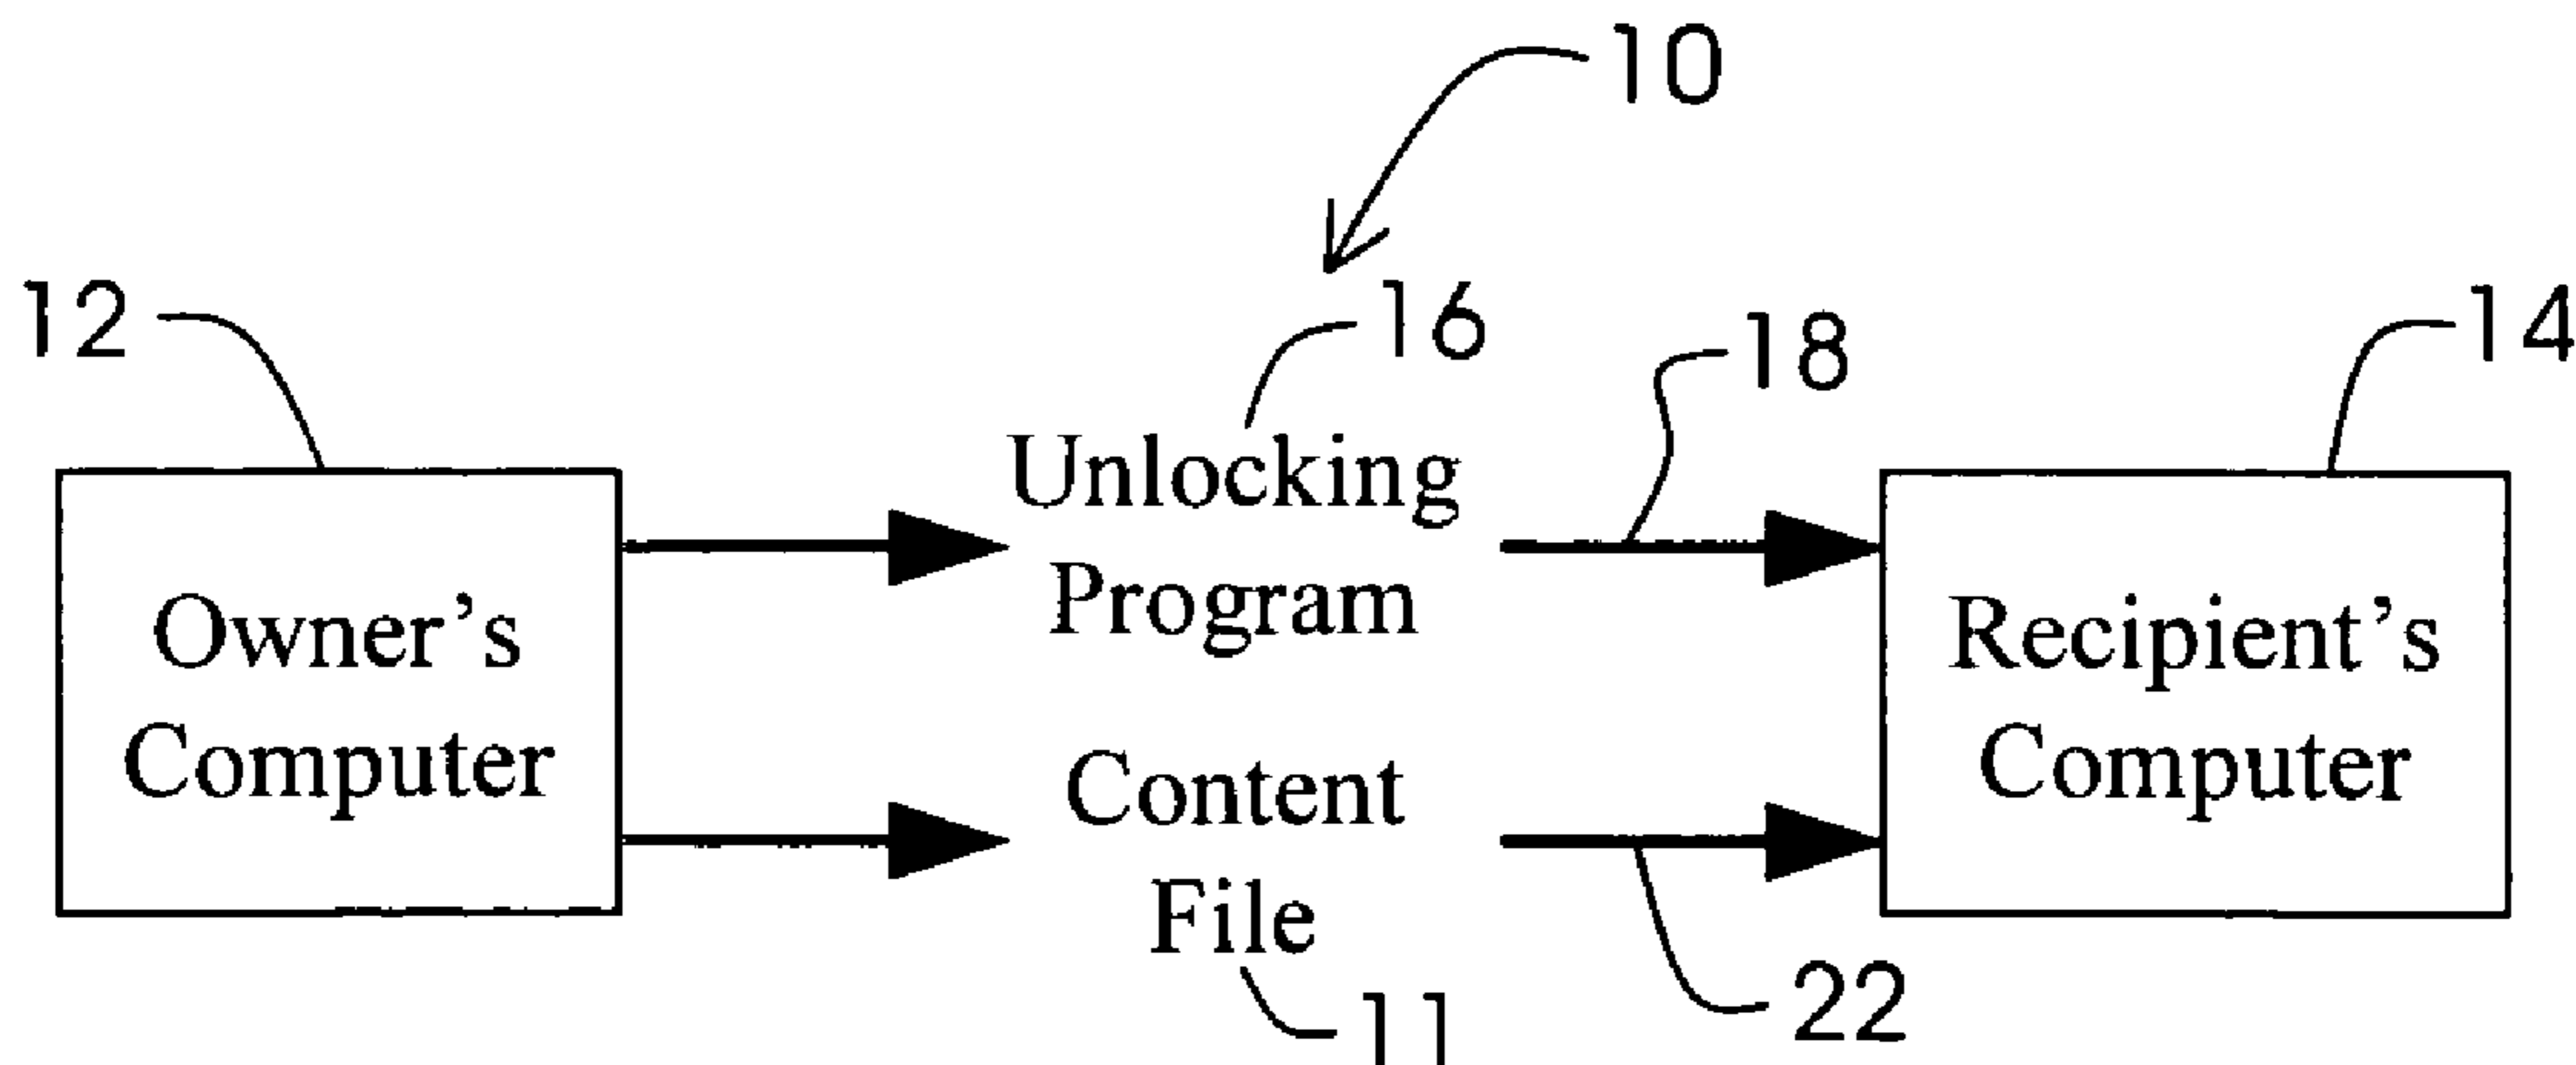 10
12
16
18
14
Unlocking
Program
Owner's
Computer
Recipient's
Computer
Content
File
11
22